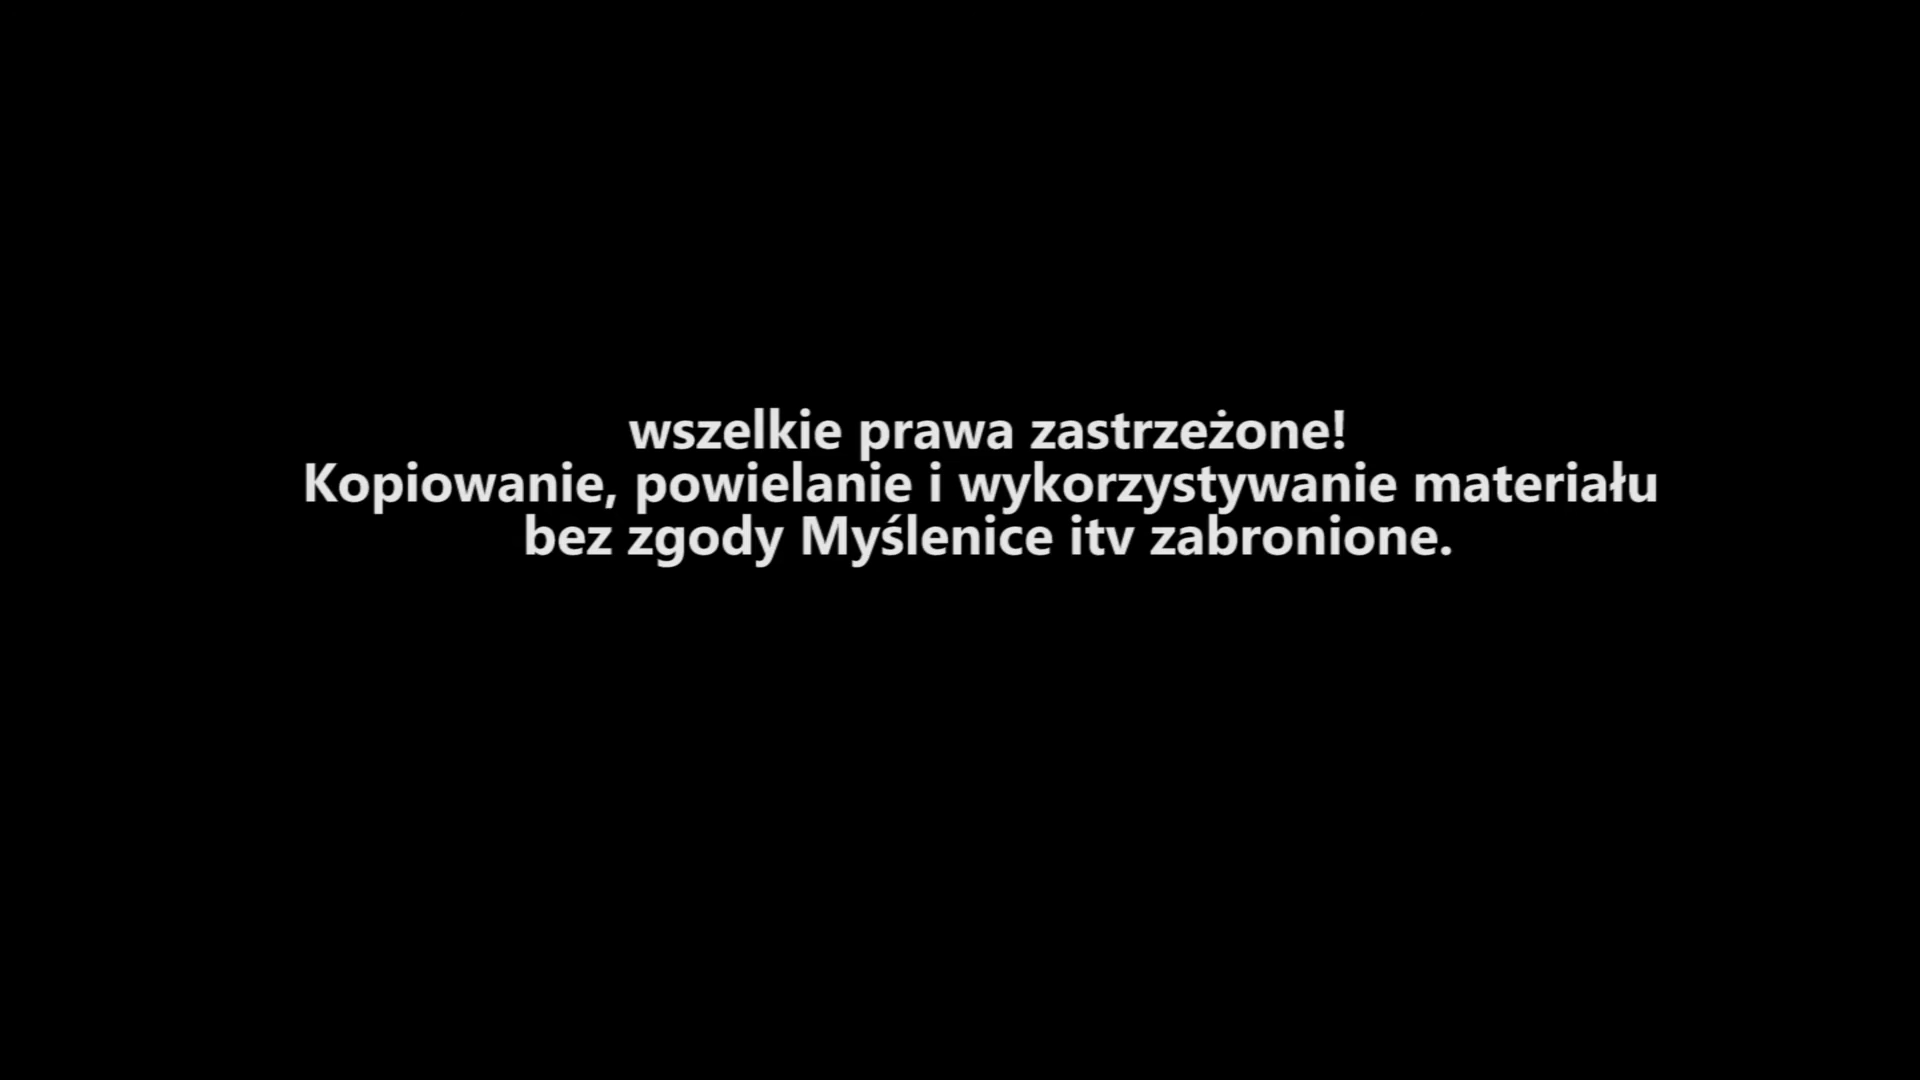 wszelkie prawa zastrzeżone!
Kopiowanie, powielanie i wykorzystywanie materiału
bez zgody Myślenice itv zabronione.